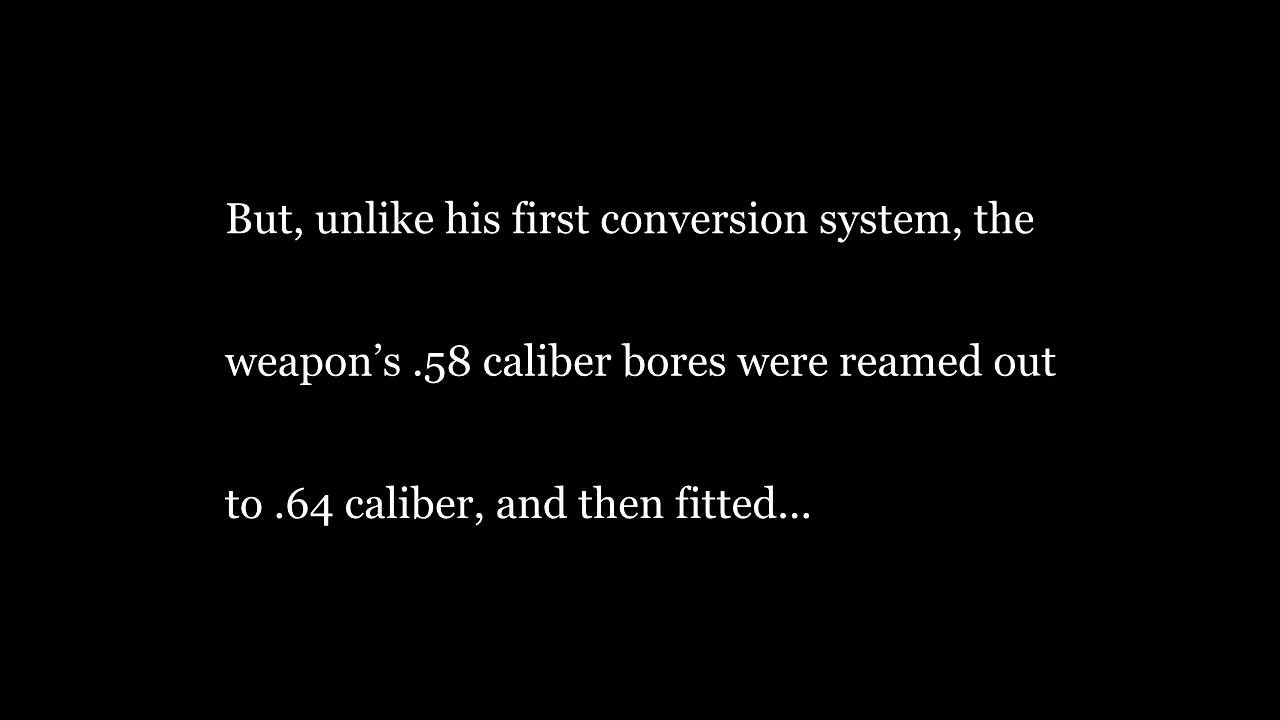 But, unlike his first conversion system, the
weapon’s .58 caliber bores were reamed out
to .64 caliber, and then fitted...